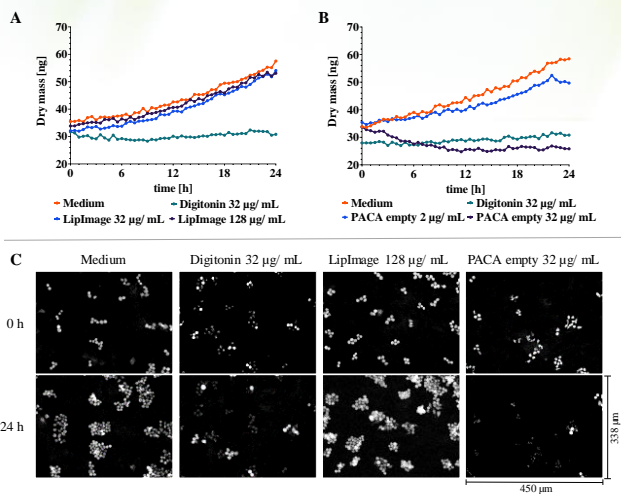 A
B
70
60
50
40
30
20
Dry mass [ng]
0
6
12
18
24
time [h]
Medium
Digitonin 32 µg/ mL
LipImage 32 µg/ mL
LipImage 128 µg/ mL
70
60
50
40
30
20
Dry mass [ng]
0
6
12
18
24
time [h]
Medium
Digitonin 32 µg/ mL
PACA empty 2 µg/ mL
PACA empty 32 µg/ mL
C
Medium
Digitonin 32 µg/ mL
LipImage 128 µg/ mL
PACA empty 32 µg/ mL
0 h
24 h
338 µm
450 µm